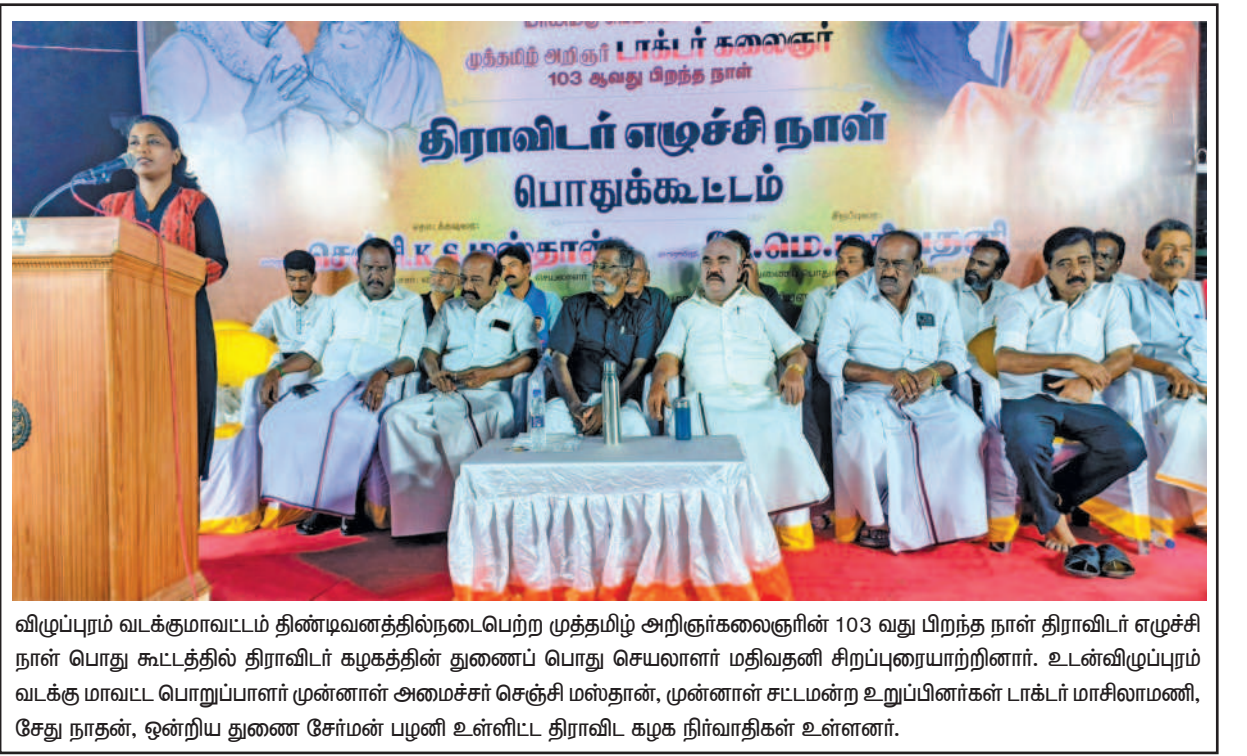 முத்தமிழ் அறிஞர் டாக்டர் கலைஞர்
103 ஆவது பிறந்த நாள்
திராவிடர் எழுச்சி நாள்
பொதுக்கூட்டம்
செஞ்சி.K.S.மஸ்தான்
விழுப்புரம் வடக்குமாவட்டம் திண்டிவனத்தில்நடைபெற்ற முத்தமிழ் அறிஞர்கலைஞரின் 103 வது பிறந்த நாள் திராவிடர் எழுச்சி
நாள் பொது கூட்டத்தில் திராவிடர் கழகத்தின் துணைப் பொது செயலாளர் மதிவதனி சிறப்புரையாற்றினார். உடன்விழுப்புரம்
வடக்கு மாவட்ட பொறுப்பாளர் முன்னாள் அமைச்சர் செஞ்சி மஸ்தான், முன்னாள் சட்டமன்ற உறுப்பினர்கள் டாக்டர் மாசிலாமணி,
சேது நாதன், ஒன்றிய துணை சேர்மன் பழனி உள்ளிட்ட திராவிட கழக நிர்வாதிகள் உள்ளனர்.